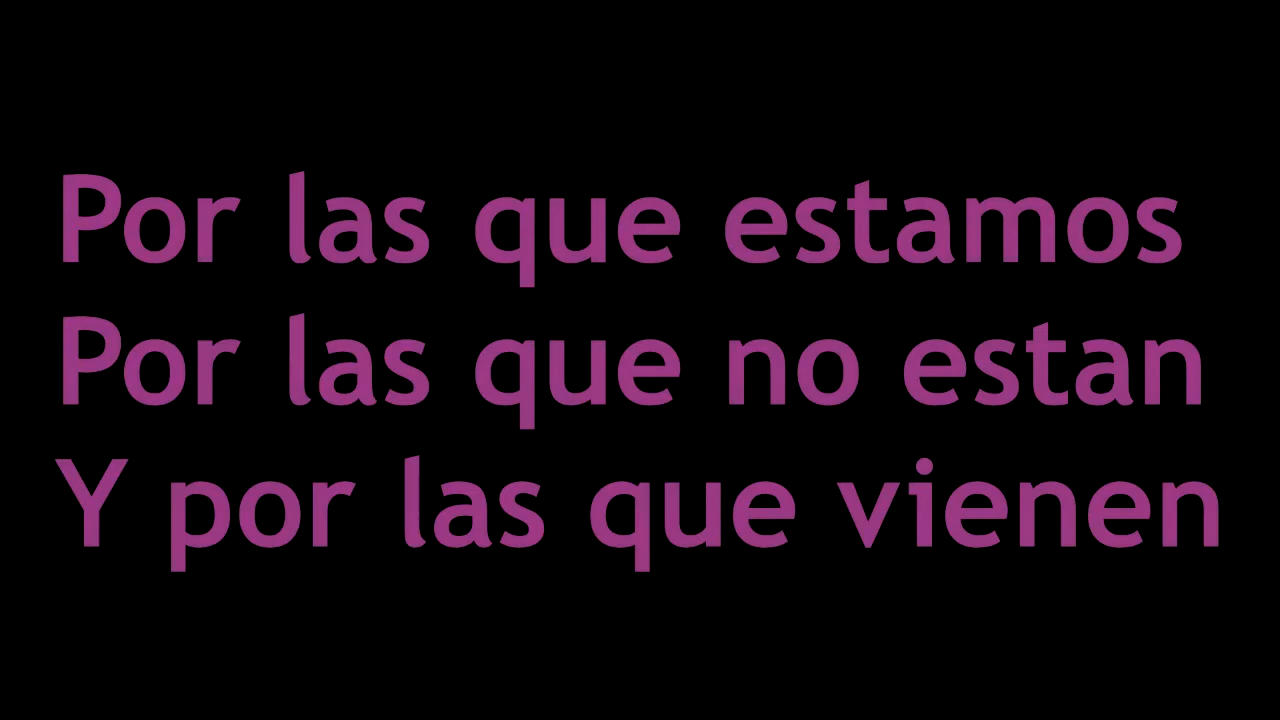 Por las que estamos
Por las que no estan
Y por las que vienen